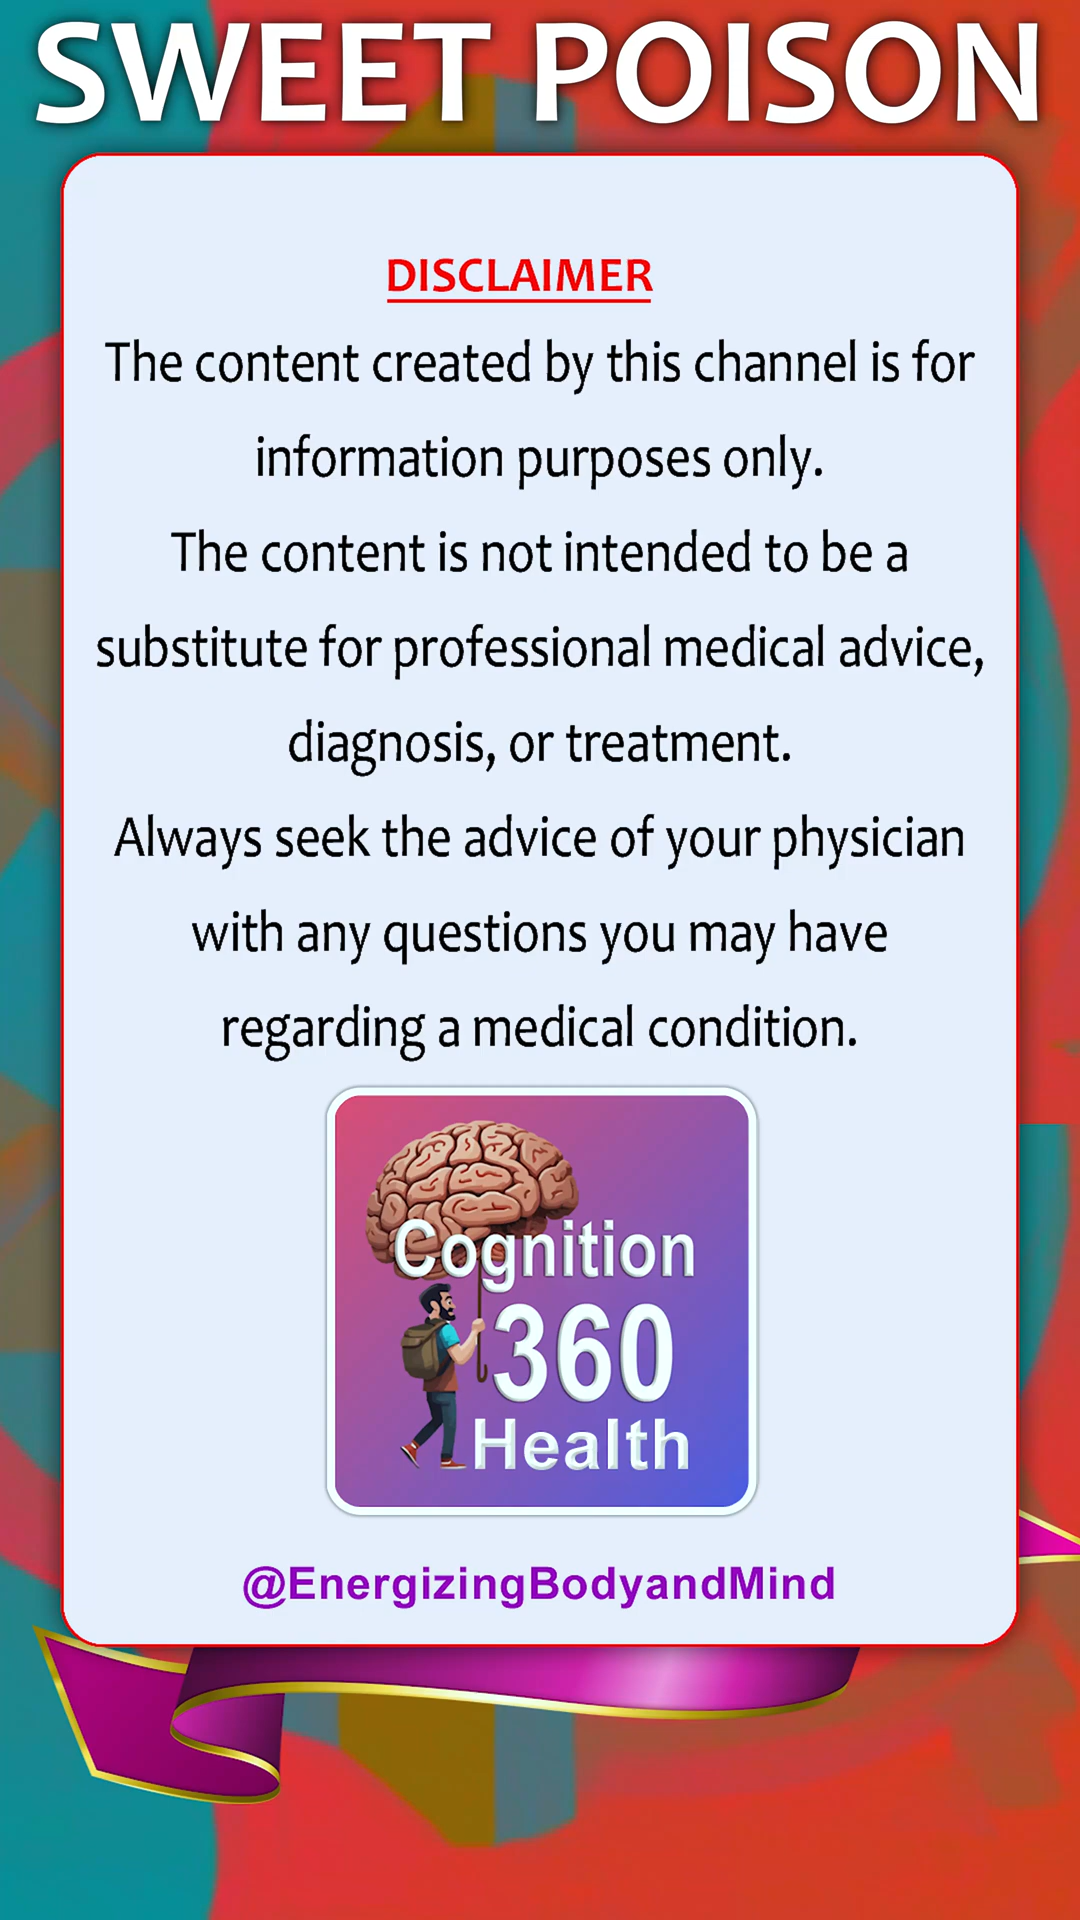 SWEET POISON
DISCLAIMER
The content created by this channel is for
information purposes only.
The content is not intended to be a
substitute for professional medical advice,
diagnosis, or treatment.
Always seek the advice of your physician
with any questions you may have
regarding a medical condition.
Cognition
360
Health
@EnergizingBodyandMind